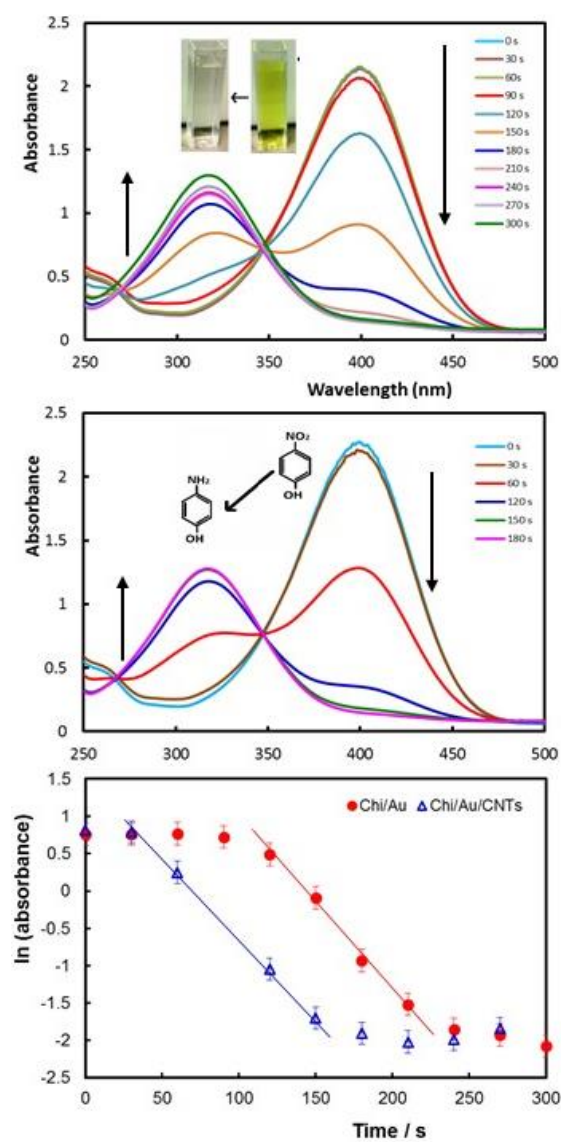 2.5
2
1.5
1
0.5
0
Absorbance
250 300 350 400 450 500
Wavelength (nm)
0 s
30 s
60s
90 s
120 s
150 s
180 s
210 s
240 s
270 s
300 s
2.5
2
1.5
1
0.5
0
Absorbance
NO₂
OH
NH₂
OH
0 s
30 s
60 s
120 s
150 s
180 s
250 300 350 400 450 500
1.5
1
0.5
0
-0.5
-1
-1.5
-2
-2.5
ln (absorbance)
Chi/Au Chi/Au/CNTs
0 50 100 150 200 250 300
Time / s